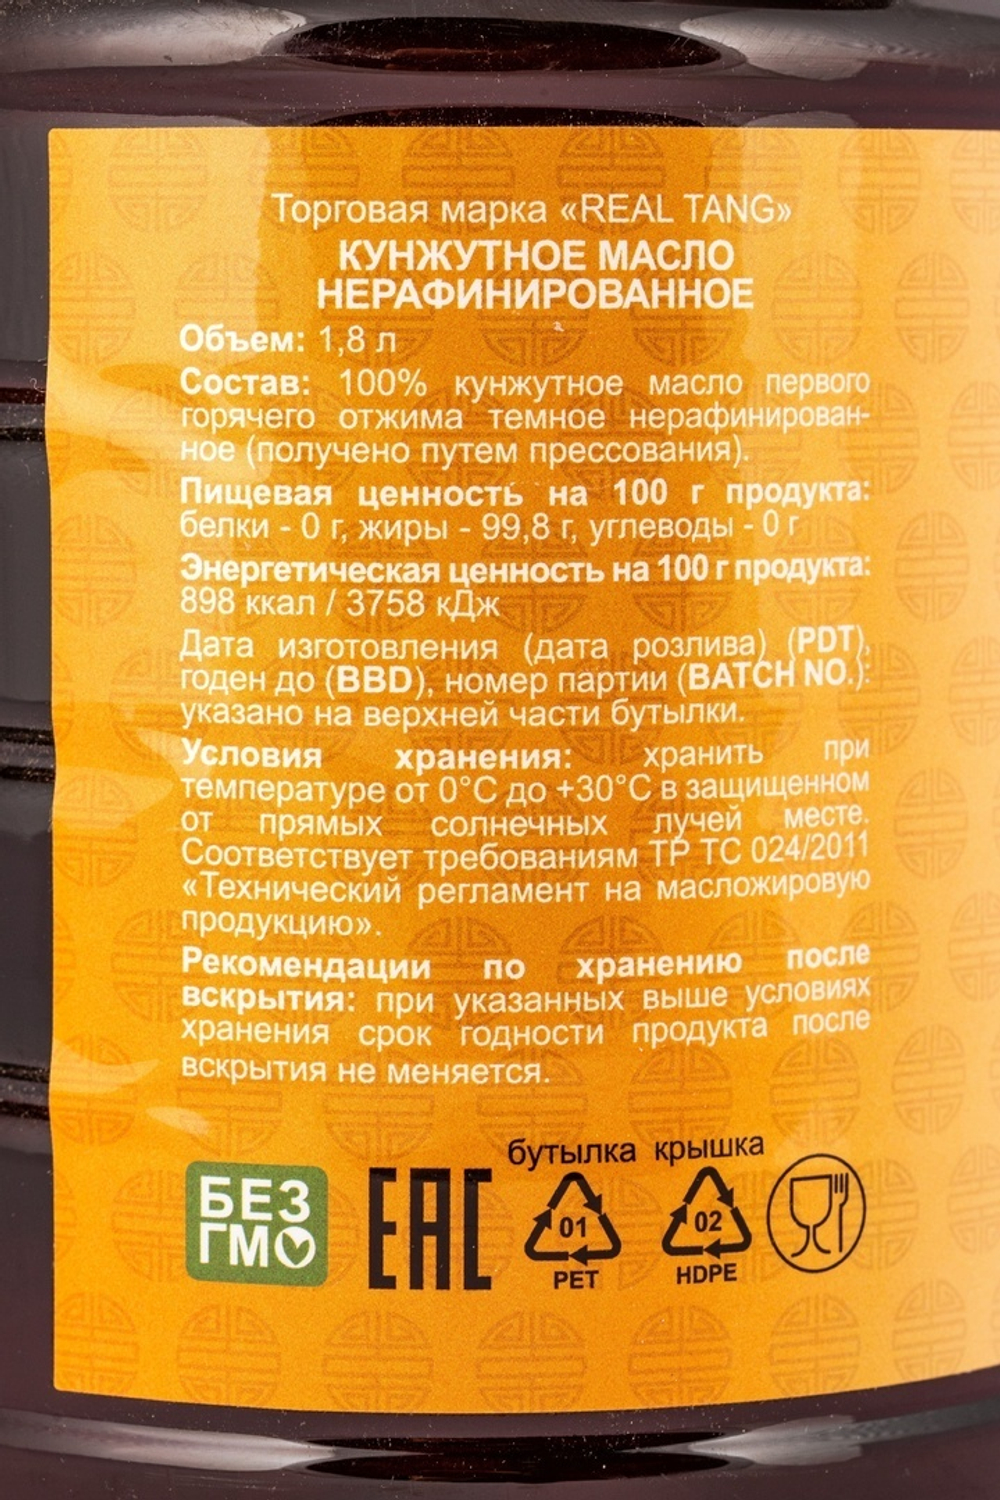 Торговая марка «REAL TANG»
КУНЖУТНОЕ МАСЛО
НЕРАФИНИРОВАННОЕ
Объем: 1,8 л
Состав: 100% кунжутное масло первого
горячего отжима темное нерафинирован-
ное (получено путем прессования).
Пищевая ценность на 100 г продукта:
белки - 0 г, жиры - 99,8 г, углеводы - 0 г
Энергетическая ценность на 100 г продукта:
898 ккал / 3758 кДж
Дата изготовления (дата розлива) (PDT),
годен до (BBD), номер партии (BATCH NO.):
указано на верхней части бутылки.
Условия хранения: хранить при
температуре от 0°C до +30°C в защищенном
от прямых солнечных лучей месте.
Соответствует требованиям ТР ТС 024/2011
«Технический регламент на масложировую
продукцию».
Рекомендации по хранению после
вскрытия: при указанных выше условиях
хранения срок годности продукта после
вскрытия не меняется.
бутылка крышка
БЕЗ
ГМО
EAC
01
02
PET
HDPE